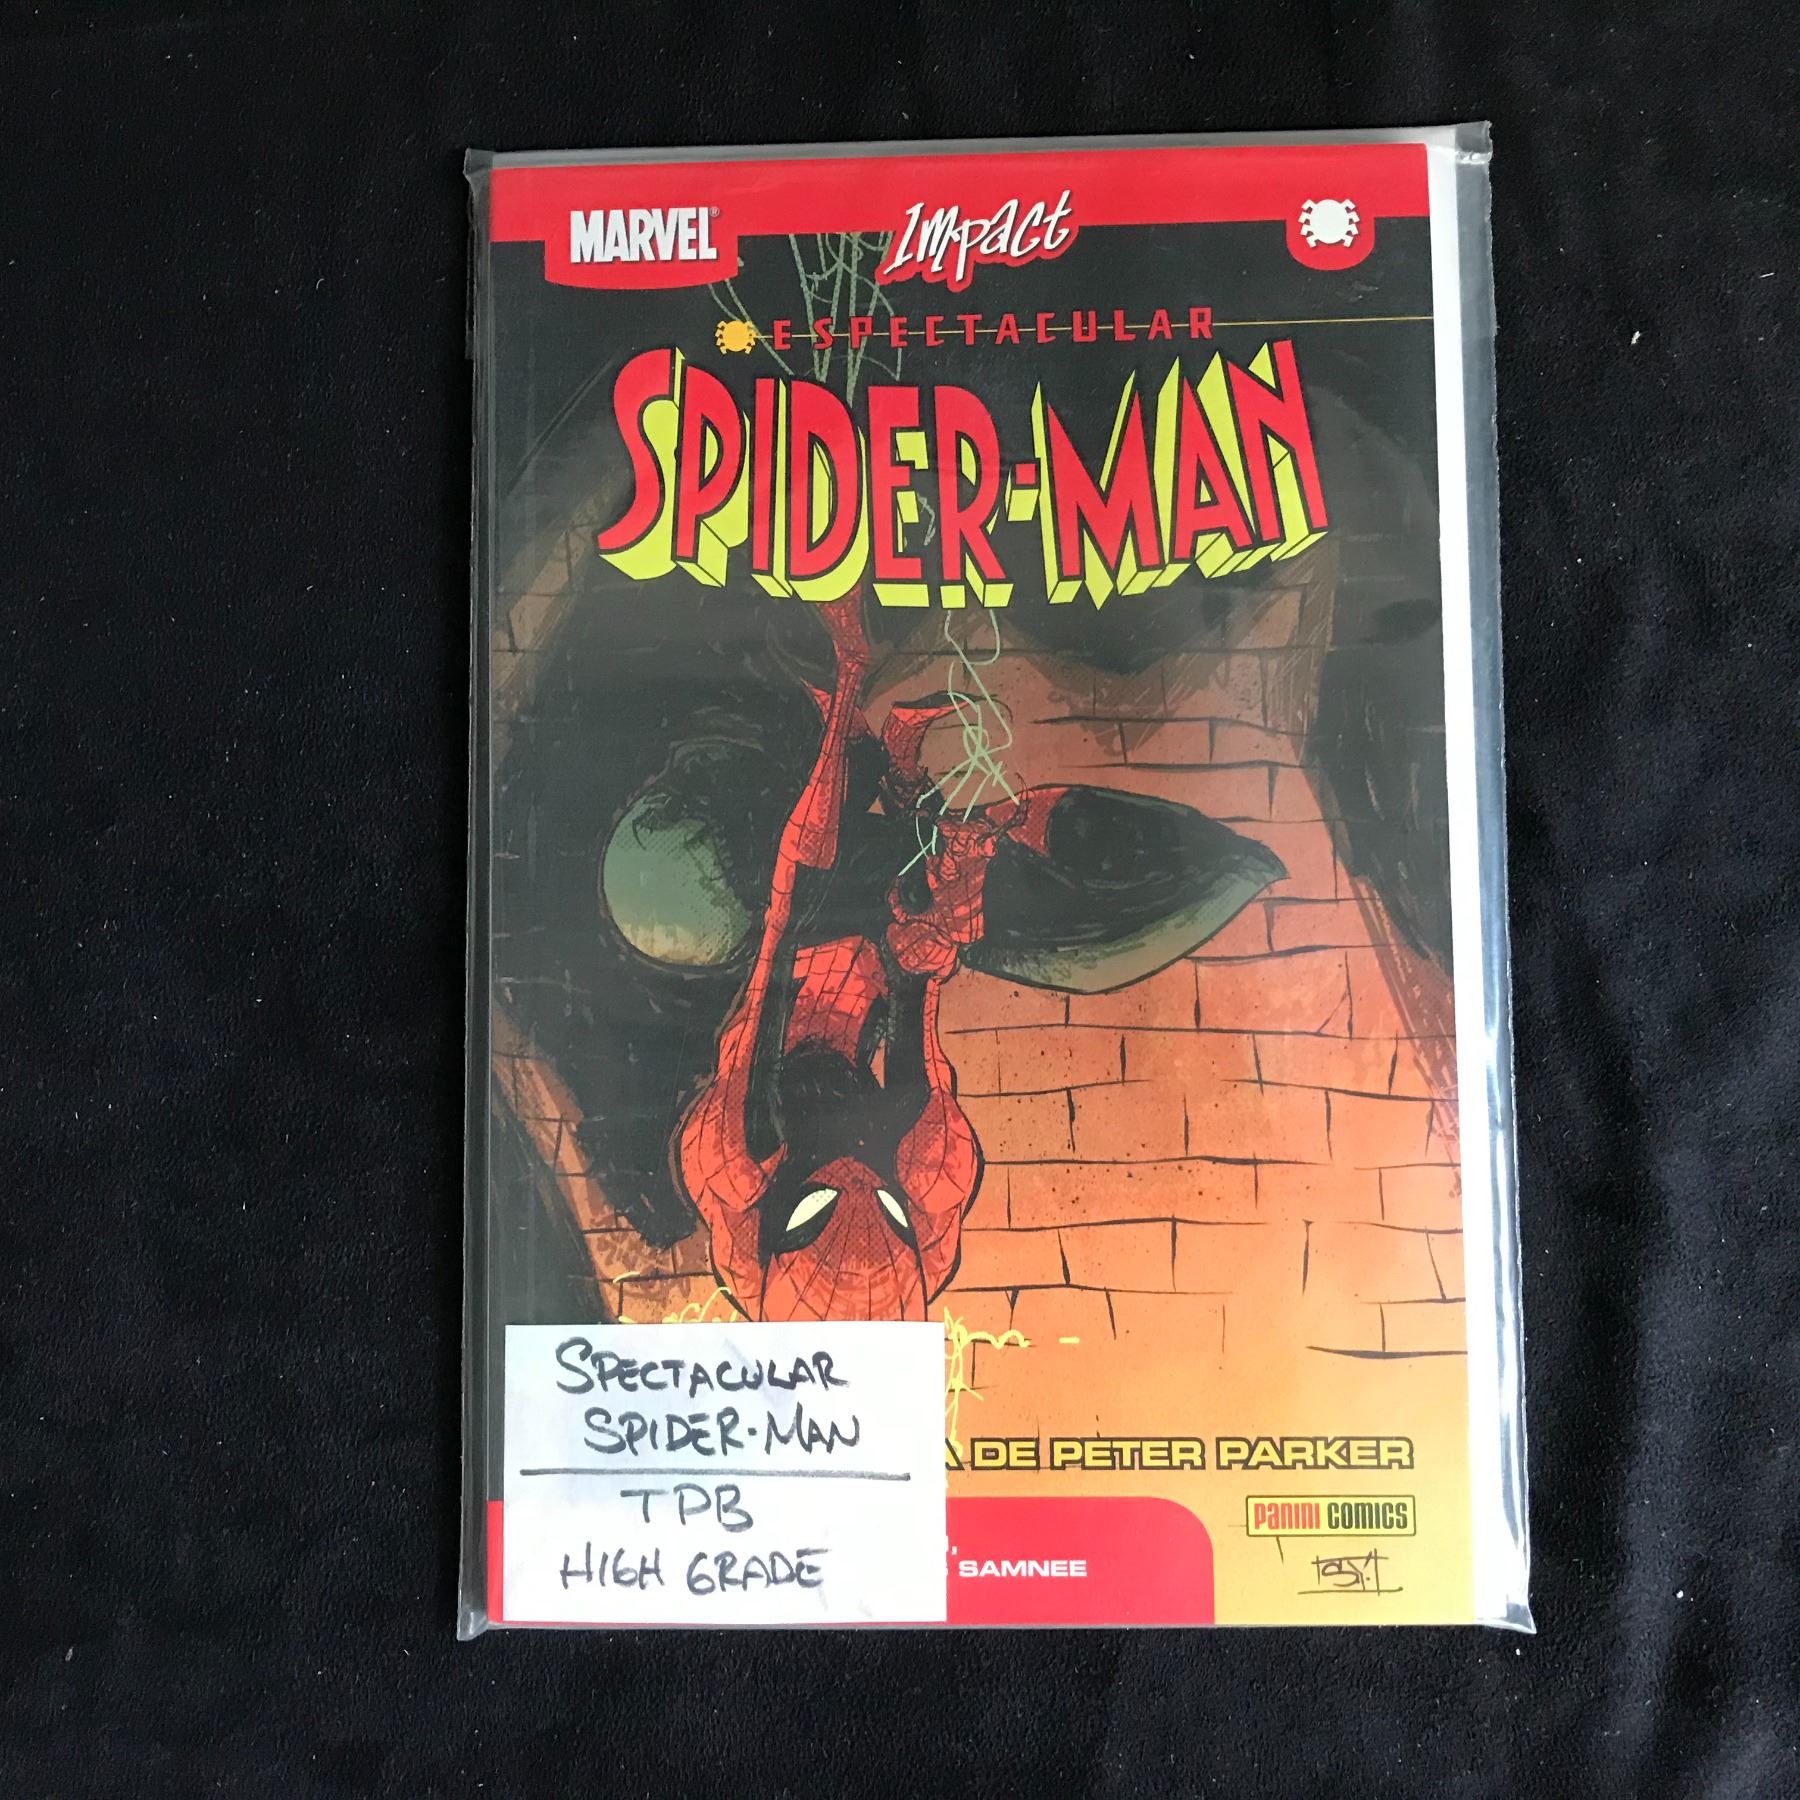 MARVEL®
Impact
ESPECTACULAR
SPIDER-MAN
DE PETER PARKER
PANINI COMICS
SAMNEE
SPECTACULAR
SPIDER-MAN
TPB
HIGH GRADE